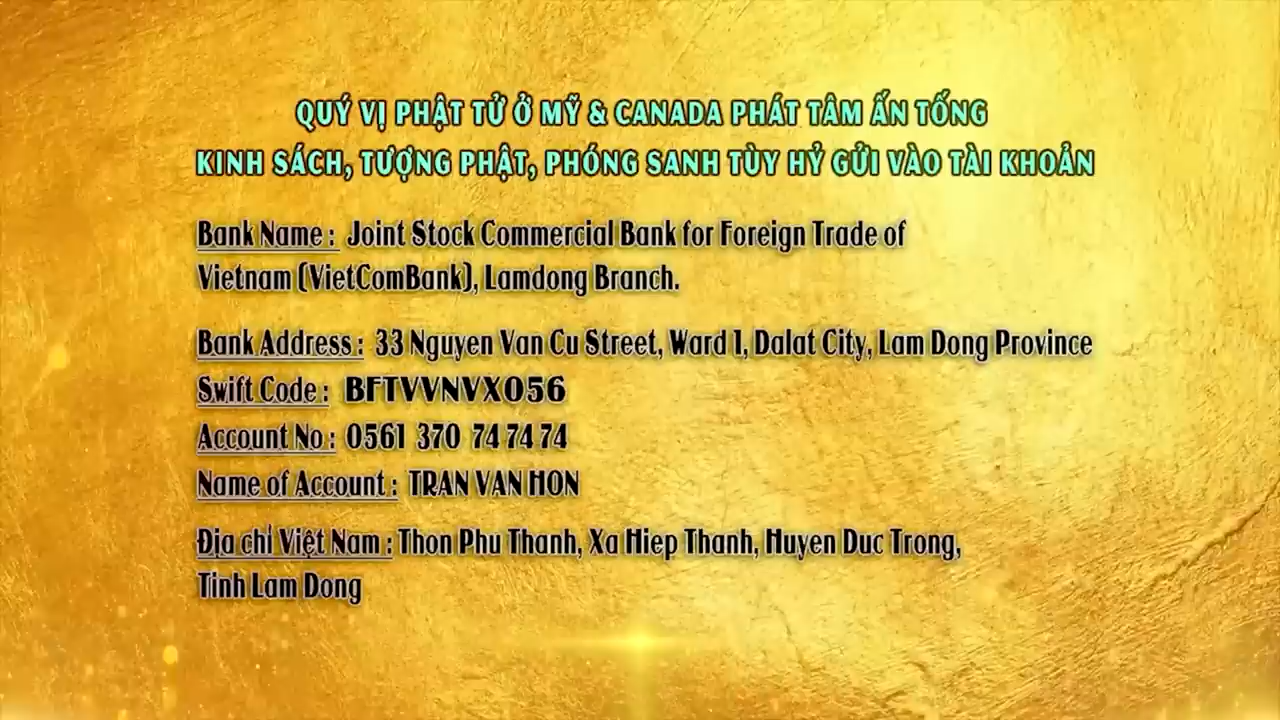 QUÝ VỊ PHẬT TỬ Ở MỸ & CANADA PHÁT TÂM ẤN TỐNG
KINH SÁCH, TƯỢNG PHẬT, PHÓNG SANH TÙY HỶ GỬI VÀO TÀI KHOẢN
Bank Name : Joint Stock Commercial Bank for Foreign Trade of
Vietnam (VietComBank), Lamdong Branch.
Bank Address : 33 Nguyen Van Cu Street, Ward 1, Dalat City, Lam Dong Province
Swift Code : BFTVVNVX056
Account No : 0561 370 74 74 74
Name of Account : TRAN VAN HON
Địa chỉ Việt Nam : Thon Phu Thanh, Xa Hiep Thanh, Huyen Duc Trong,
Tinh Lam Dong